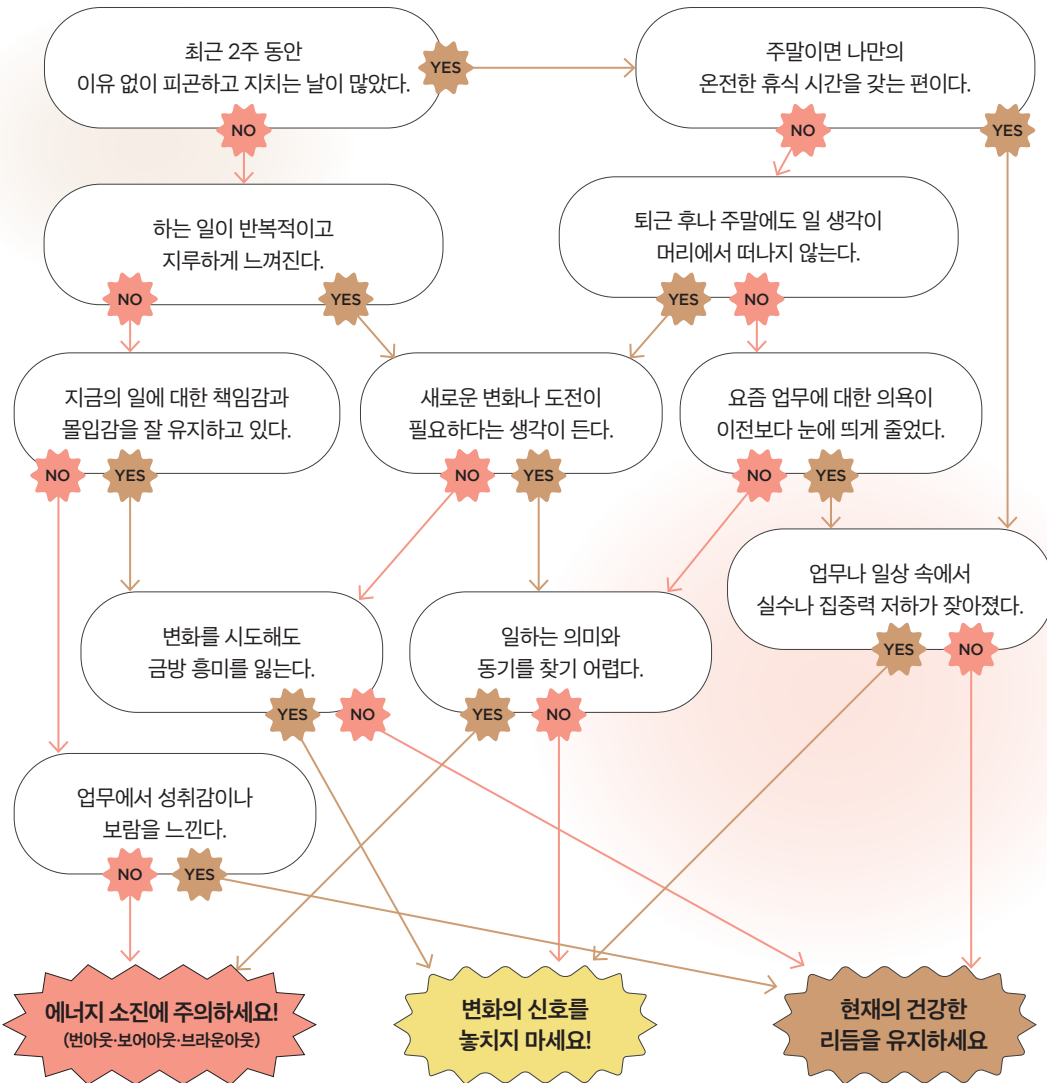 최근 2주 동안
이유 없이 피곤하고 지치는 날이 많았다.
YES
NO
주말이면 나만의
온전한 휴식 시간을 갖는 편이다.
NO
YES
하는 일이 반복적이고
지루하게 느껴진다.
NO
YES
퇴근 후나 주말에도 일 생각이
머리에서 떠나지 않는다.
YES
NO
지금의 일에 대한 책임감과
몰입감을 잘 유지하고 있다.
NO
YES
새로운 변화나 도전이
필요하다는 생각이 든다.
NO
YES
요즘 업무에 대한 의욕이
이전보다 눈에 띄게 줄었다.
NO
YES
업무나 일상 속에서
실수나 집중력 저하가 잦아졌다.
YES
NO
변화를 시도해도
금방 흥미를 잃는다.
YES
NO
일하는 의미와
동기를 찾기 어렵다.
YES
NO
업무에서 성취감이나
보람을 느낀다.
NO
YES
에너지 소진에 주의하세요!
(번아웃·보어아웃·브라운아웃)
변화의 신호를
놓치지 마세요!
현재의 건강한
리듬을 유지하세요